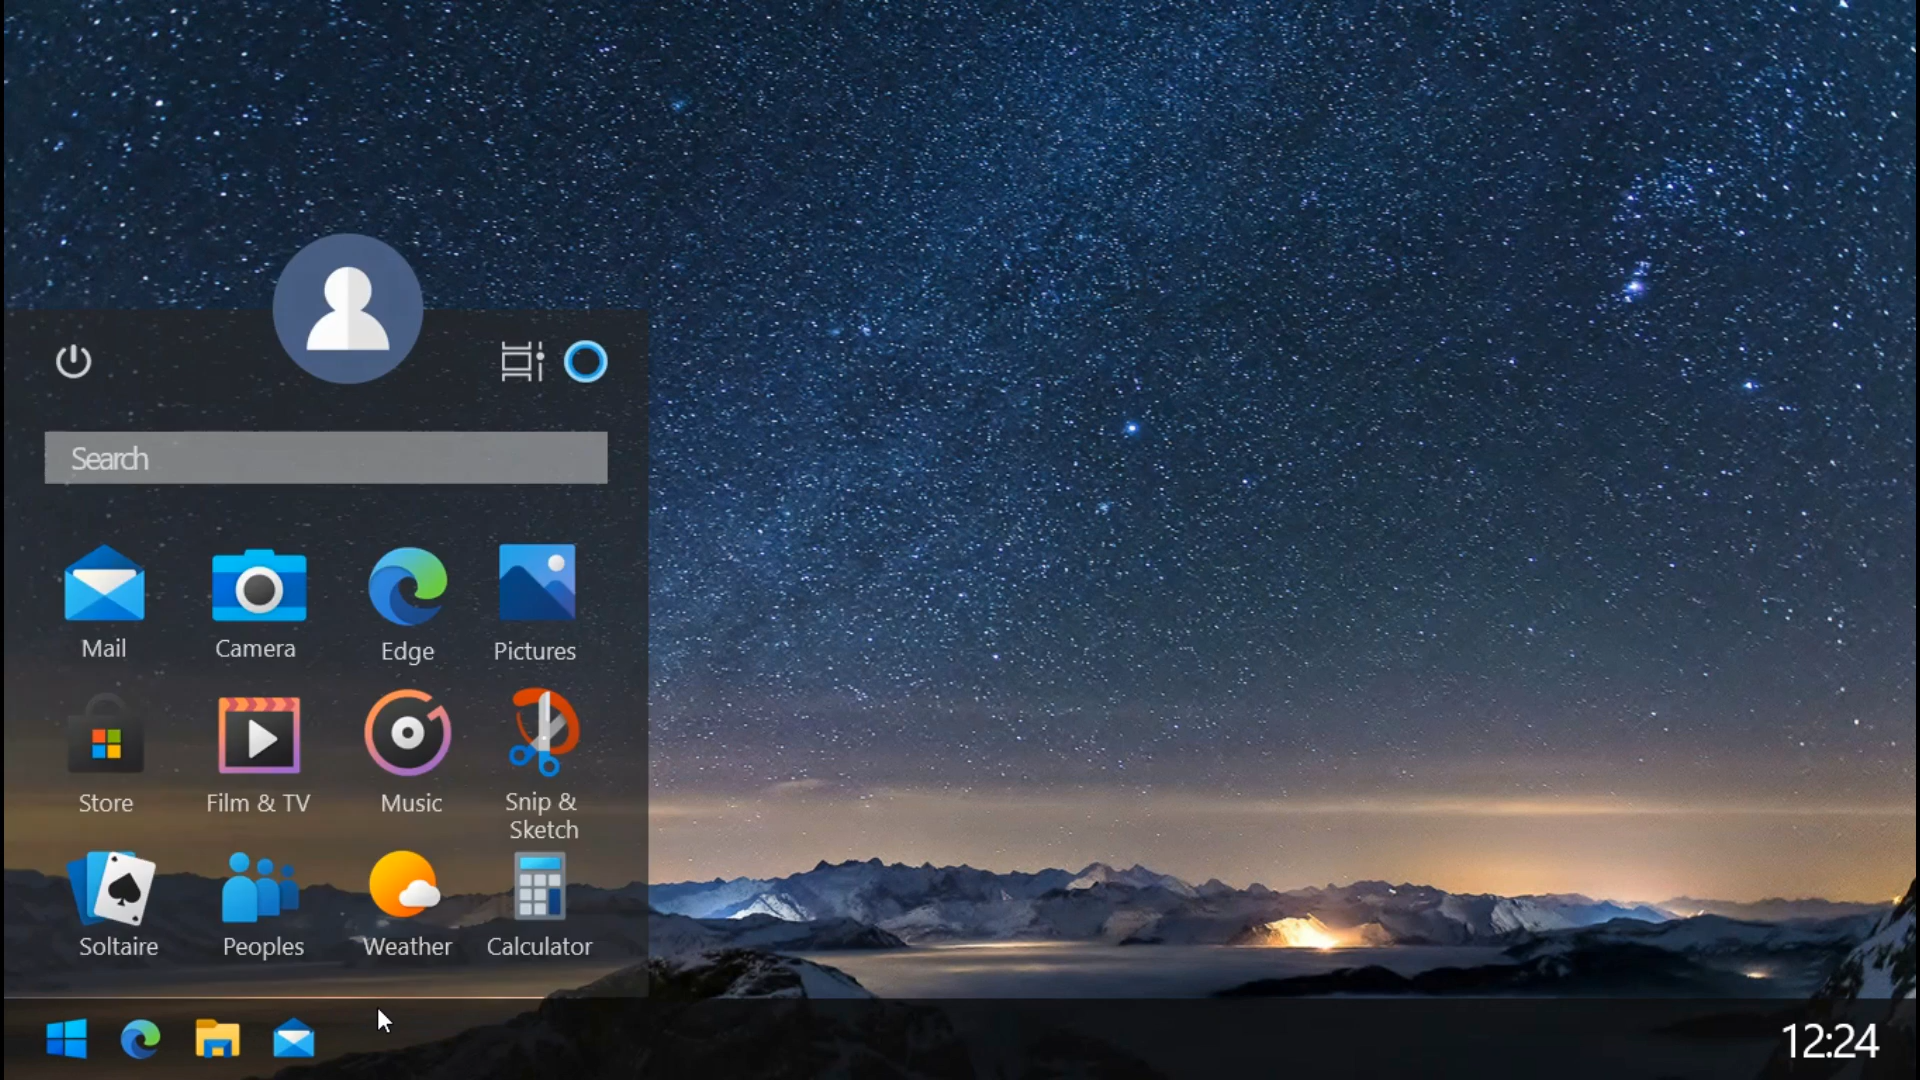 Search
Mail
Camera
Edge
Pictures
Store
Film & TV
Music
Snip &
Sketch
Soltaire
Peoples
Weather
Calculator
12:24